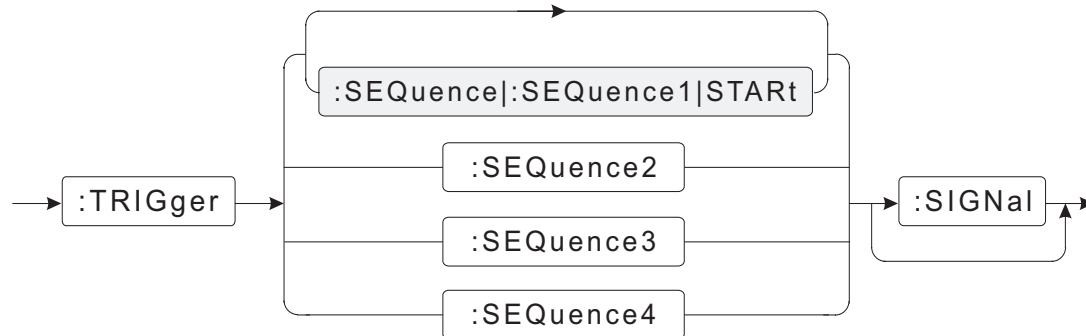 :SEQuence|:SEQuence1|STARt
:SEQuence2
:TRIGger
:SIGNal
:SEQuence3
:SEQuence4